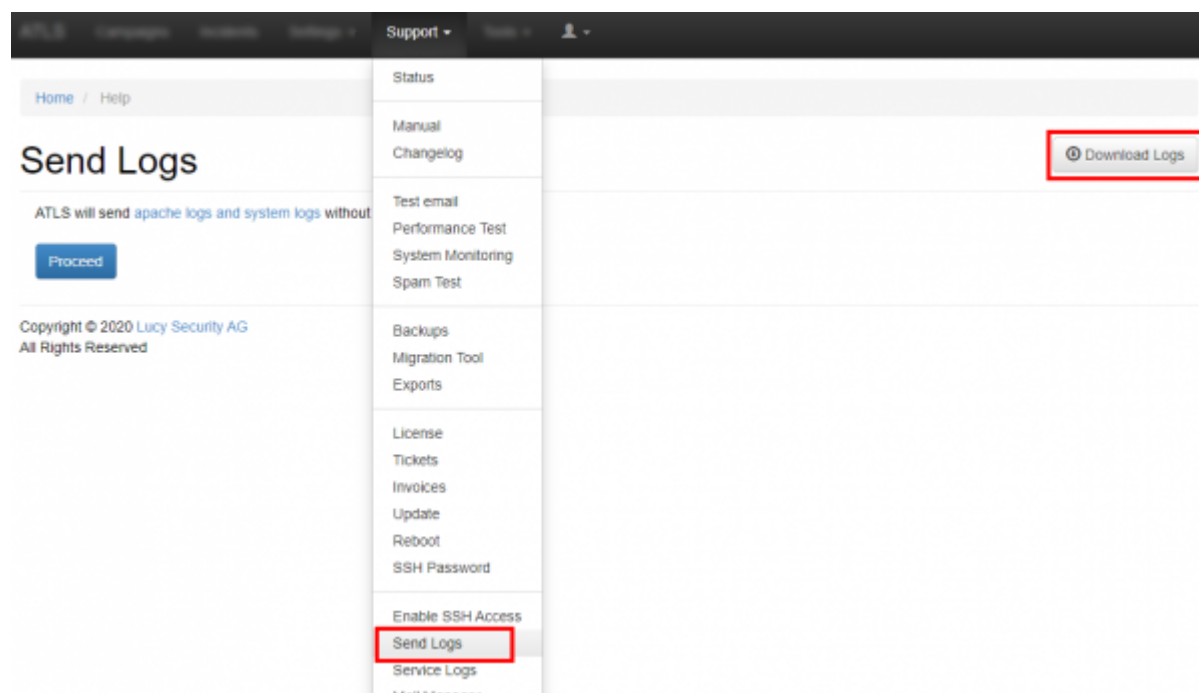 Support
Home / Help
Send Logs
Download Logs
ATLS will send apache logs and system logs without
Proceed
Copyright © 2020 Lucy Security AG
All Rights Reserved
Status
Manual
Changelog
Test email
Performance Test
System Monitoring
Spam Test
Backups
Migration Tool
Exports
License
Tickets
Invoices
Update
Reboot
SSH Password
Enable SSH Access
Send Logs
Service Logs